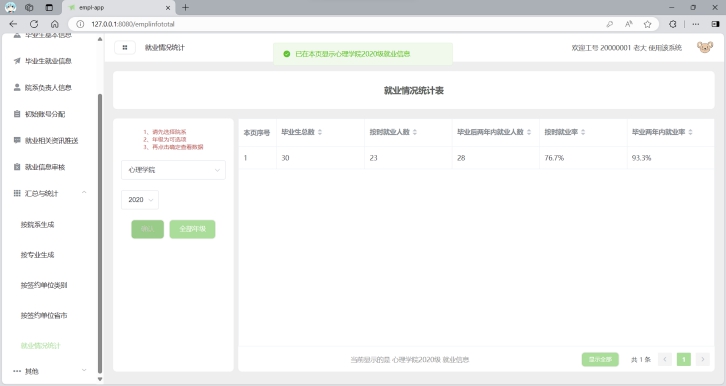 empl-app
127.0.0.1:8080/emplinfototal
毕业生基本信息
毕业生就业信息
院系负责人信息
初始账号分配
就业相关资讯推送
就业信息审核
汇总与统计
按院系生成
按专业生成
按签约单位类别
按签约单位省市
就业情况统计
其他
就业情况统计
已在本页显示心理学院2020级就业信息
欢迎工号 20000001 老大 使用该系统
就业情况统计表
1、请先选择院系
2、年级为可选项
3、再点击确定查看数据
心理学院
2020
确认
全部年级
本页序号 毕业生总数 按时就业人数 毕业后两年内就业人数 按时就业率 毕业两年内就业率
1 30 23 28 76.7% 93.3%
当前显示的是 心理学院2020级 就业信息
显示全部
共 1 条
1